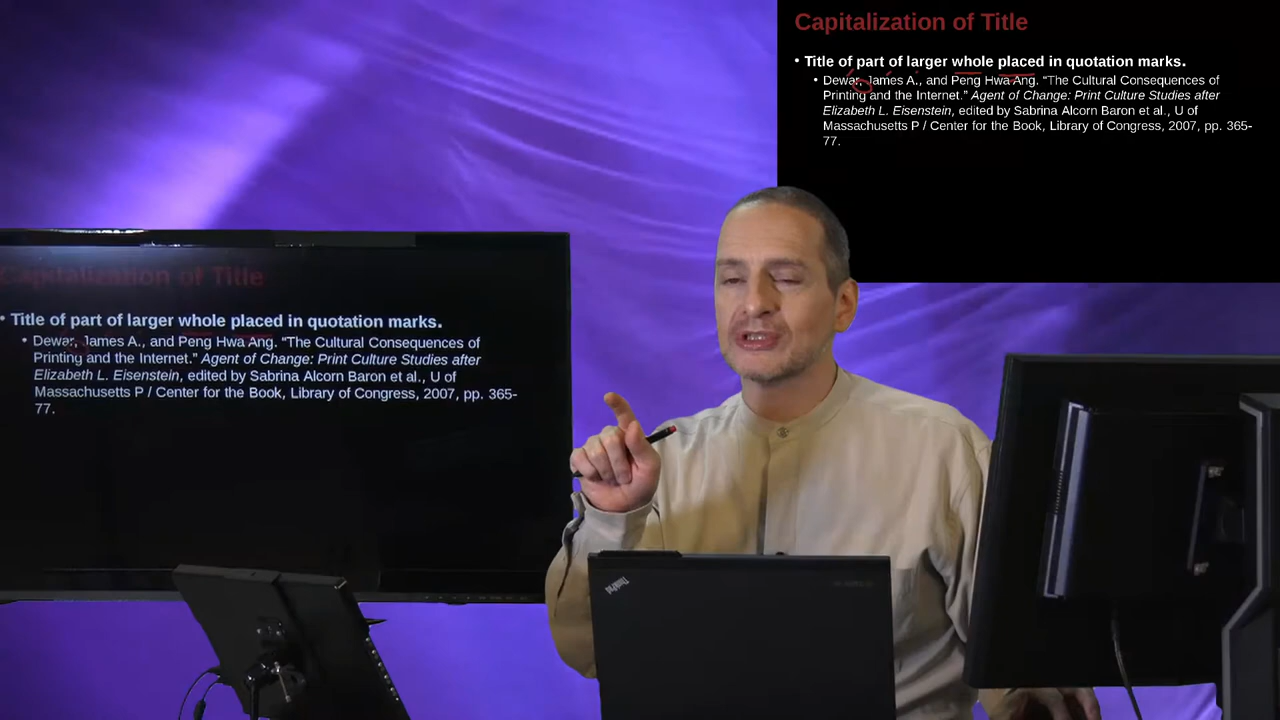 Capitalization of Title
• Title of part of larger whole placed in quotation marks.
• Dewar, James A., and Peng Hwa Ang. “The Cultural Consequences of
Printing and the Internet.” Agent of Change: Print Culture Studies after
Elizabeth L. Eisenstein, edited by Sabrina Alcorn Baron et al., U of
Massachusetts P / Center for the Book, Library of Congress, 2007, pp. 365-
77.
Capitalization of Title
• Title of part of larger whole placed in quotation marks.
• Dewar, James A., and Peng Hwa Ang. “The Cultural Consequences of
Printing and the Internet.” Agent of Change: Print Culture Studies after
Elizabeth L. Eisenstein, edited by Sabrina Alcorn Baron et al., U of
Massachusetts P / Center for the Book, Library of Congress, 2007, pp. 365-
77.
ThinkPad